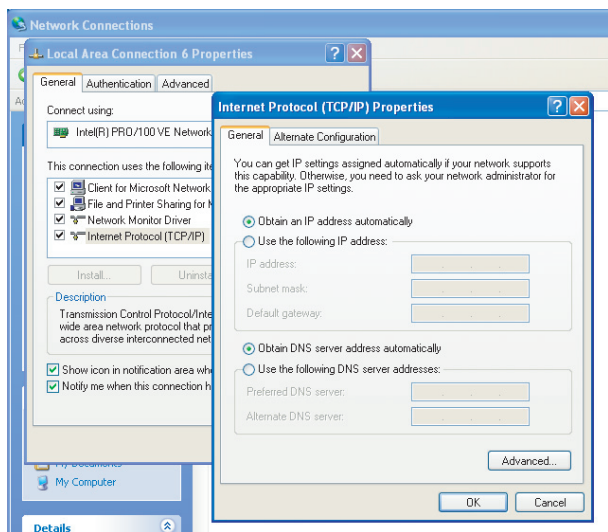 Network Connections
Local Area Connection 6 Properties
General Authentication Advanced
Connect using:
Intel(R) PRO/100 VE Network
This connection uses the following ite
Client for Microsoft Network
File and Printer Sharing for M
Network Monitor Driver
Internet Protocol (TCP/IP)
Install... Uninsta
Description
Transmission Control Protocol/Inte
wide area network protocol that pr
across diverse interconnected net
Show icon in notification area whe
Notify me when this connection h
My Documents
My Computer
Details
Internet Protocol (TCP/IP) Properties
General Alternate Configuration
You can get IP settings assigned automatically if your network supports
this capability. Otherwise, you need to ask your network administrator for
the appropriate IP settings.
Obtain an IP address automatically
Use the following IP address:
IP address:
Subnet mask:
Default gateway:
Obtain DNS server address automatically
Use the following DNS server addresses:
Preferred DNS server:
Alternate DNS server:
Advanced...
OK Cancel